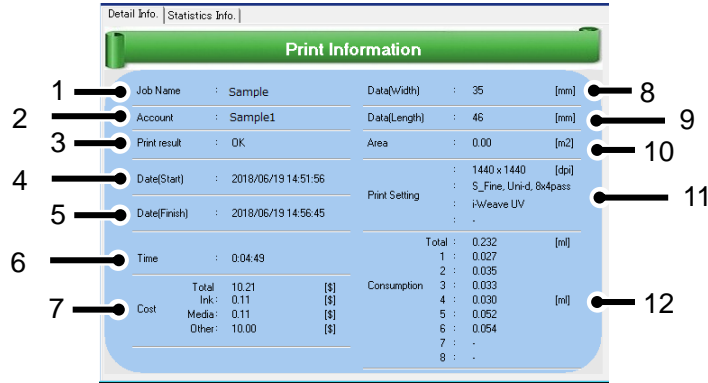 Detail Info. Statistics Info.
Print Information
1 Job Name : Sample
2 Account : Sample1
3 Print result : OK
4 Date(Start) : 2018/06/19 14:51:56
5 Date(Finish) : 2018/06/19 14:56:45
6 Time : 0:04:49
7 Cost
Total 10.21 [$]
Ink : 0.11 [$]
Media : 0.11 [$]
Other : 10.00 [$]
Data(Width) : 35 [mm] 8
Data(Length) : 46 [mm] 9
Area : 0.00 [m2] 10
Print Setting 11
: 1440 x 1440 [dpi]
: S_Fine, Uni-d, 8x4pass
: i-Weave UV
: -
Consumption 12
Total : 0.232 [ml]
1 : 0.027
2 : 0.035
3 : 0.033
4 : 0.030 [ml]
5 : 0.052
6 : 0.054
7 : -
8 : -